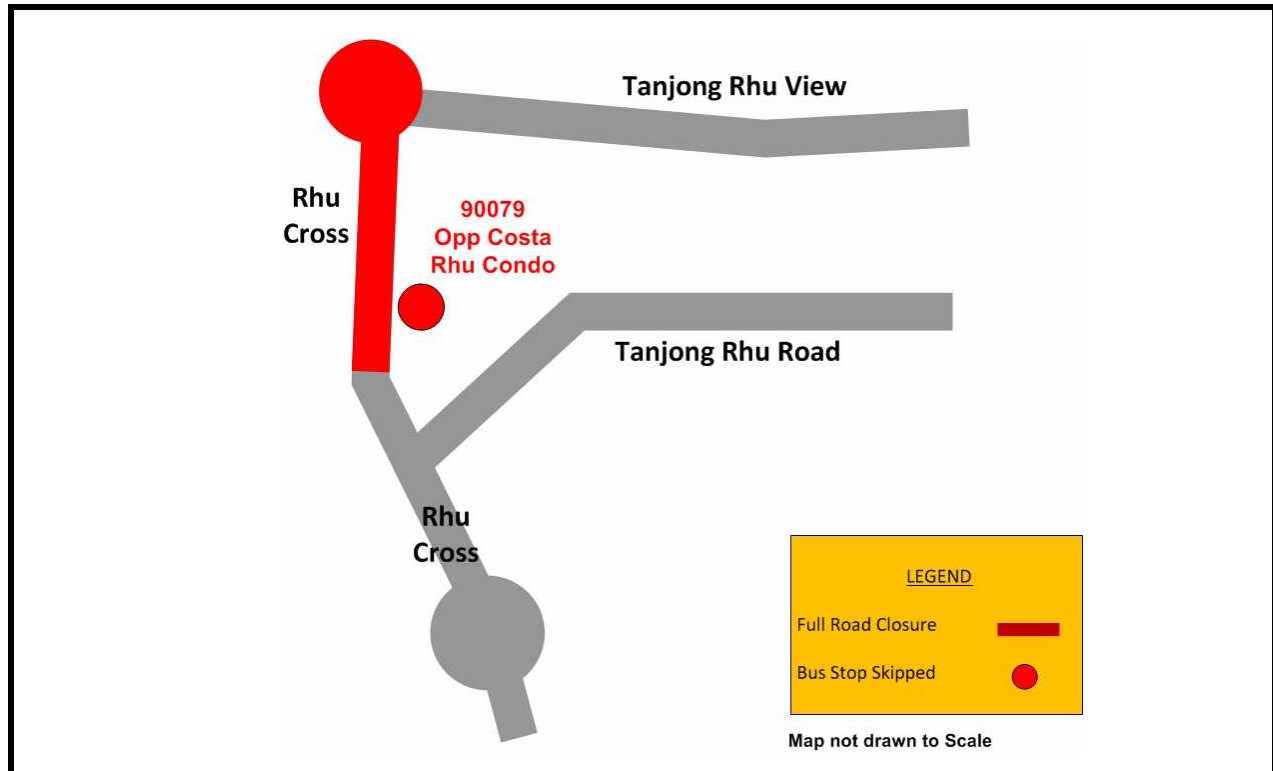 Tanjong Rhu View
Rhu
Cross
90079
Opp Costa
Rhu Condo
Tanjong Rhu Road
Rhu
Cross
LEGEND
Full Road Closure
Bus Stop Skipped
Map not drawn to Scale